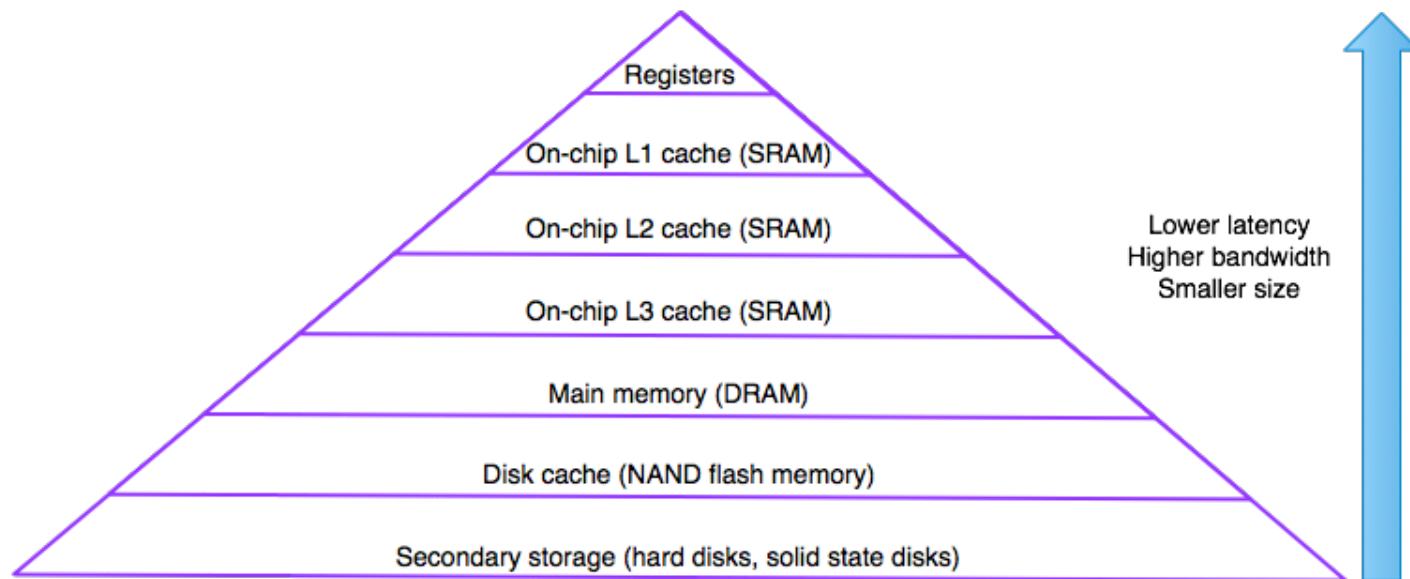 Registers
On-chip L1 cache (SRAM)
On-chip L2 cache (SRAM)
On-chip L3 cache (SRAM)
Main memory (DRAM)
Disk cache (NAND flash memory)
Secondary storage (hard disks, solid state disks)
Lower latency
Higher bandwidth
Smaller size